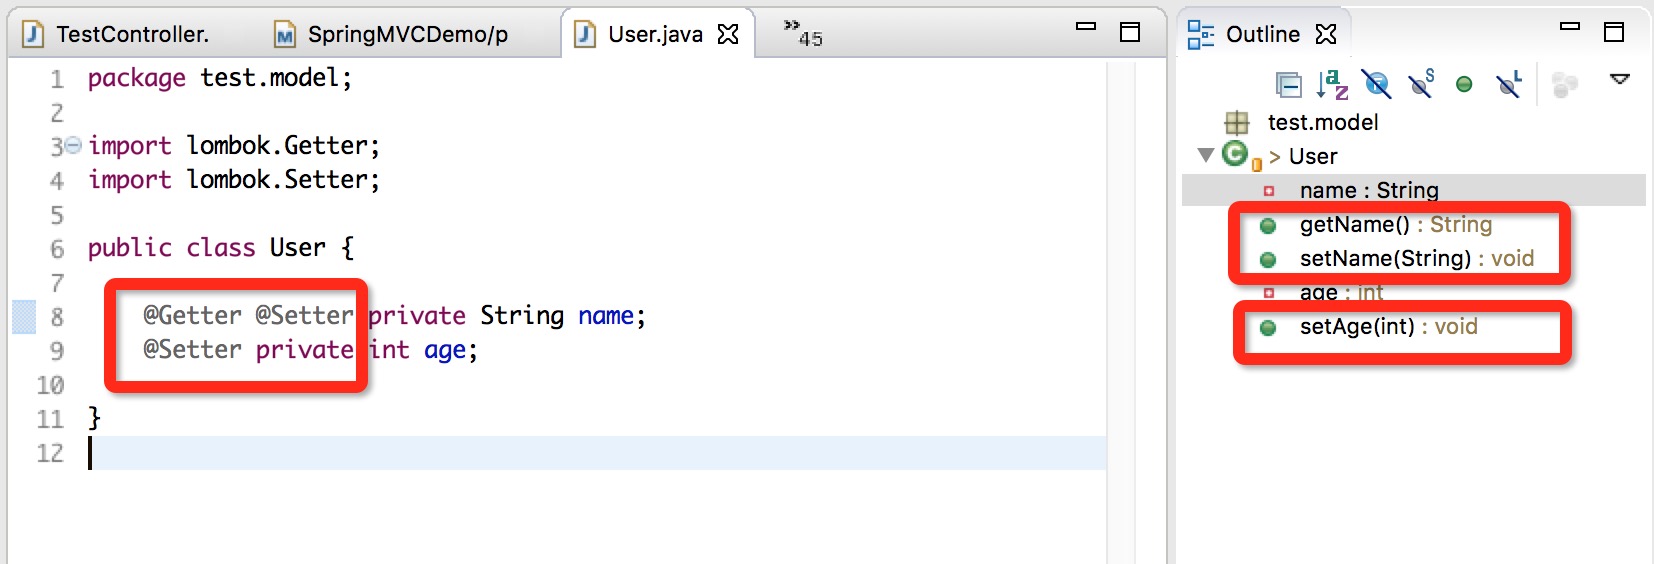 TestController.
SpringMVCDemo/p
User.java
»45
Outline
1 package test.model;
2
3 import lombok.Getter;
4 import lombok.Setter;
5
6 public class User {
7
8 @Getter @Setter private String name;
9 @Setter private int age;
10
11 }
12
test.model
> User
name : String
getName() : String
setName(String) : void
age : int
setAge(int) : void